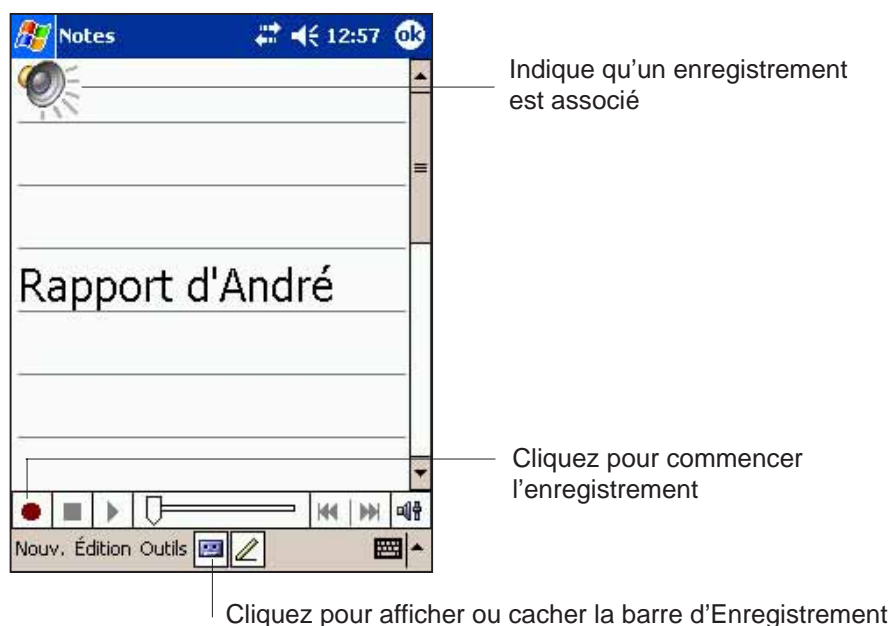 Notes 12:57 ok
Indique qu’un enregistrement
est associé
Rapport d'André
Cliquez pour commencer
l’enregistrement
Nouv. Édition Outils
Cliquez pour afficher ou cacher la barre d’Enregistrement